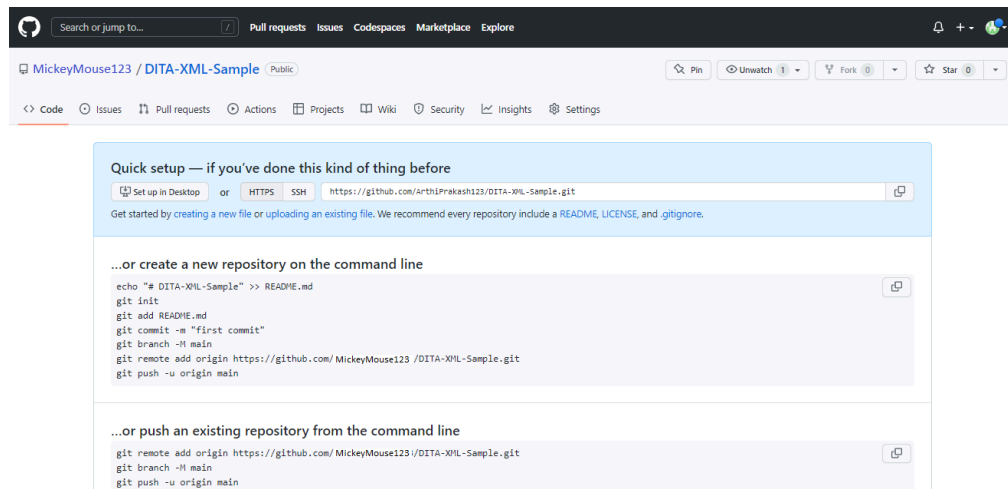 Search or jump to... / Pull requests Issues Codespaces Marketplace Explore
MickeyMouse123 / DITA-XML-Sample Public Pin Unwatch 1 Fork 0 Star 0
Code Issues Pull requests Actions Projects Wiki Security Insights Settings
Quick setup — if you've done this kind of thing before
Set up in Desktop or HTTPS SSH https://github.com/ArthiPrakash123/DITA-XML-Sample.git
Get started by creating a new file or uploading an existing file. We recommend every repository include a README, LICENSE, and .gitignore.
...or create a new repository on the command line
echo "# DITA-XML-Sample" >> README.md
git init
git add README.md
git commit -m "first commit"
git branch -M main
git remote add origin https://github.com/ MickeyMouse123 /DITA-XML-Sample.git
git push -u origin main
...or push an existing repository from the command line
git remote add origin https://github.com/ MickeyMouse123 /DITA-XML-Sample.git
git branch -M main
git push -u origin main